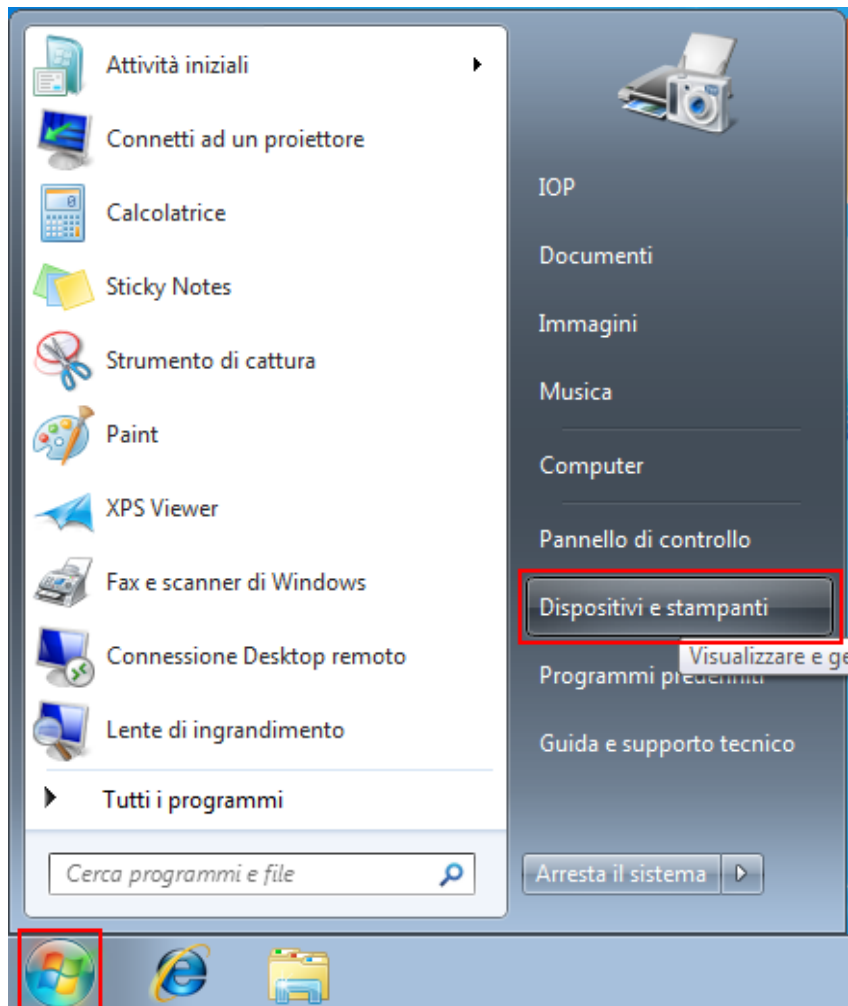 Attività iniziali
Connetti ad un proiettore
Calcolatrice
Sticky Notes
Strumento di cattura
Paint
XPS Viewer
Fax e scanner di Windows
Connessione Desktop remoto
Lente di ingrandimento
Tutti i programmi
Cerca programmi e file
IOP
Documenti
Immagini
Musica
Computer
Pannello di controllo
Dispositivi e stampanti
Visualizzare e ge
Programmi predefiniti
Guida e supporto tecnico
Arresta il sistema